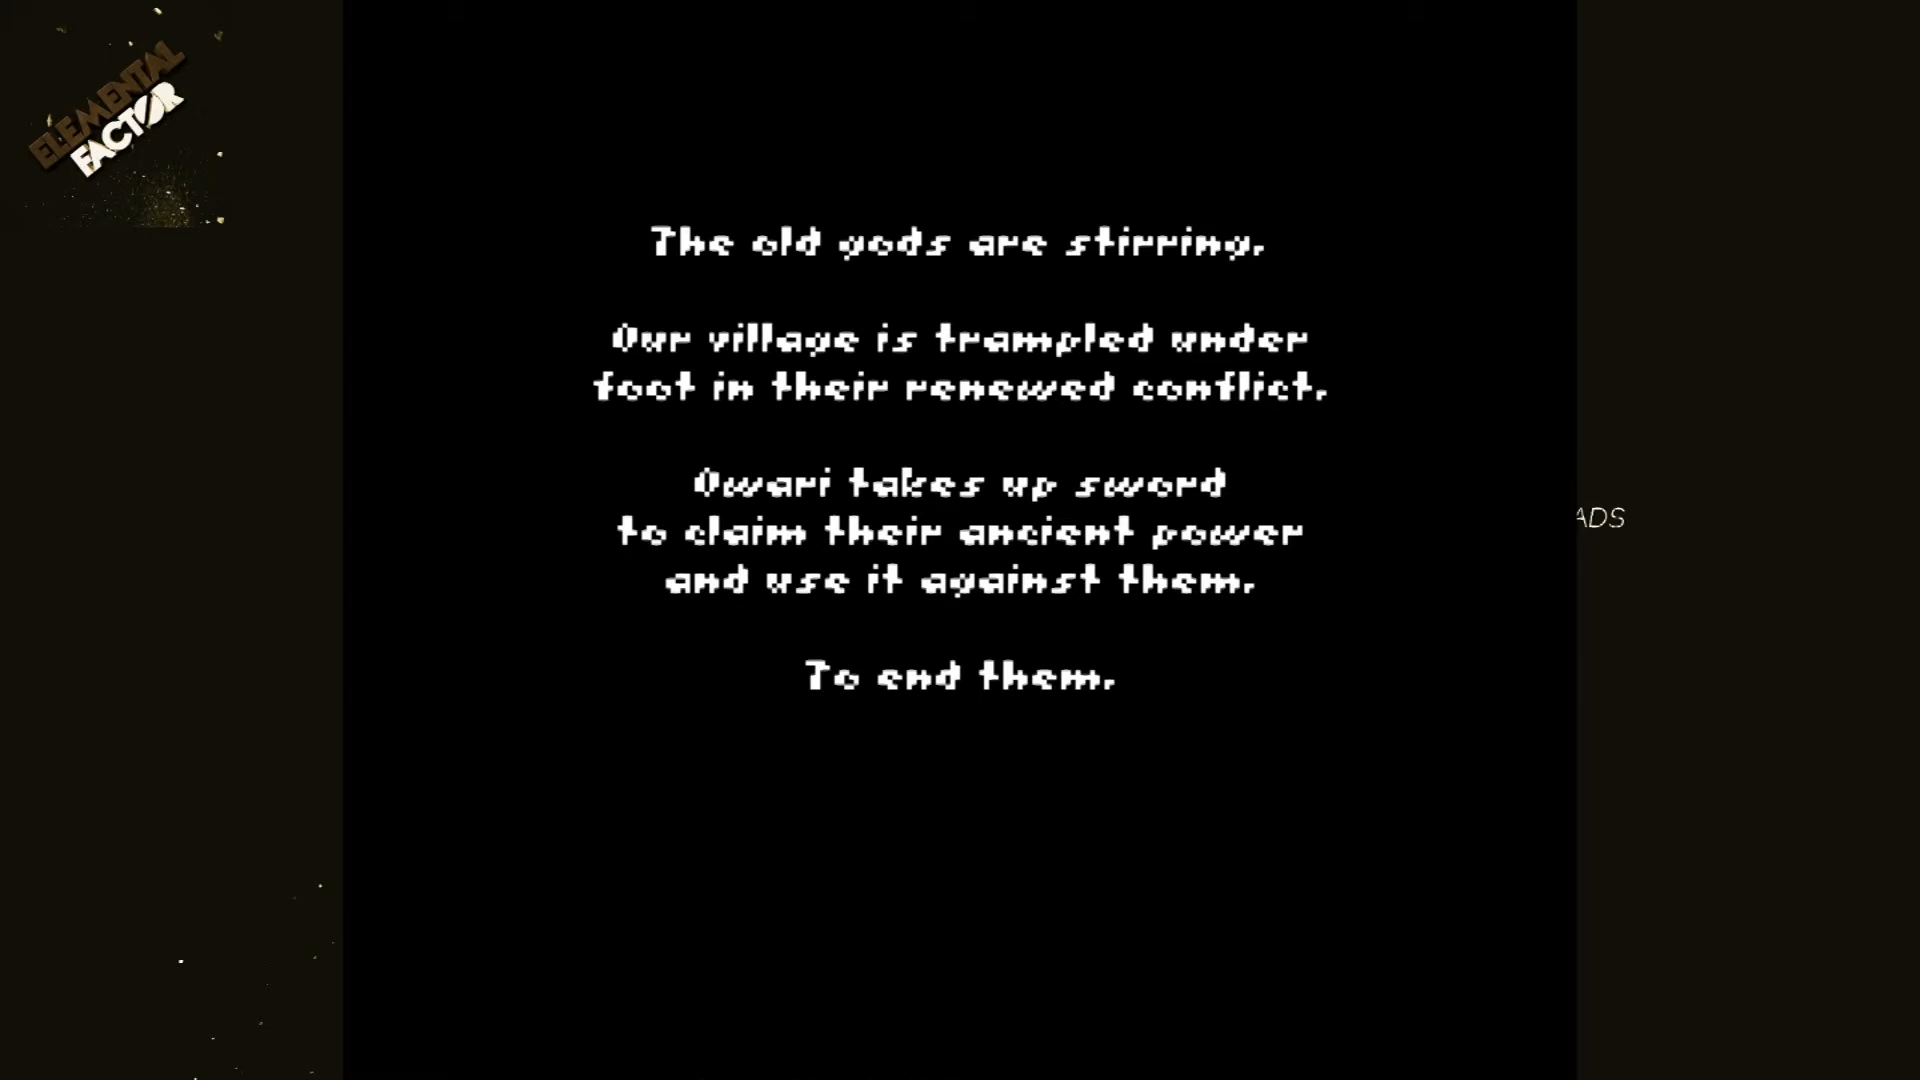 ELEMENTAL
FACTOR
The old gods are stirring.
Our village is trampled under
foot in their renewed conflict.
Owari takes up sword
to claim their ancient power
and use it against them.
To end them.
ADS